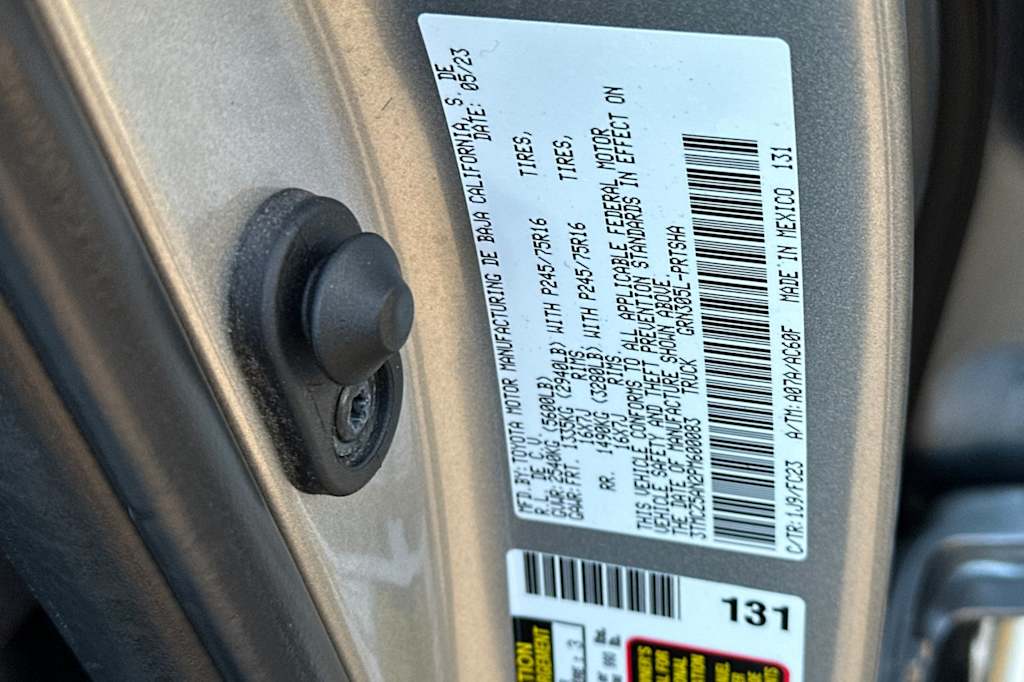 MFD.BY:TOYOTA MOTOR MANUFACTURING DE BAJA CALIFORNIA, S. DE
R.L. DE C.V. DATE: 05/23
GVWR:2540KG (5600LB)
GAWR:FRT. 1335KG (2940LB) WITH P245/75R16 TIRES,
16X7J RIMS,
RR. 1490KG (3280LB) WITH P245/75R16 TIRES,
16X7J RIMS
THIS VEHICLE CONFORMS TO ALL APPLICABLE FEDERAL MOTOR
VEHICLE SAFETY AND THEFT PREVENTION STANDARDS IN EFFECT ON
THE DATE OF MANUFACTURE SHOWN ABOVE.
TRUCK GRN305L-PRTSHA
C/TR:1J9/FC23 A/TM:A07A/AC60F MADE IN MEXICO 131
131